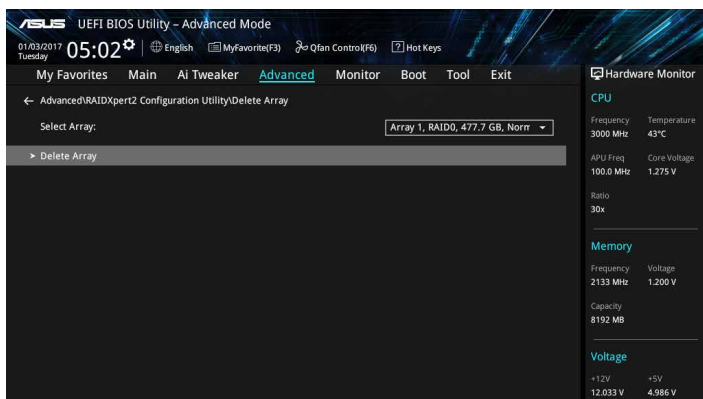 ASUS UEFI BIOS Utility – Advanced Mode
01/03/2017 Tuesday 05:02 English MyFavorite(F3) Qfan Control(F6) ? Hot Keys
My Favorites Main Ai Tweaker Advanced Monitor Boot Tool Exit
← Advanced\RAIDXpert2 Configuration Utility\Delete Array
Select Array: Array 1, RAID0, 477.7 GB, Norm
> Delete Array
Hardware Monitor
CPU
Frequency Temperature
3000 MHz 43°C
APU Freq Core Voltage
100.0 MHz 1.275 V
Ratio
30x
Memory
Frequency Voltage
2133 MHz 1.200 V
Capacity
8192 MB
Voltage
+12V +5V
12.033 V 4.986 V